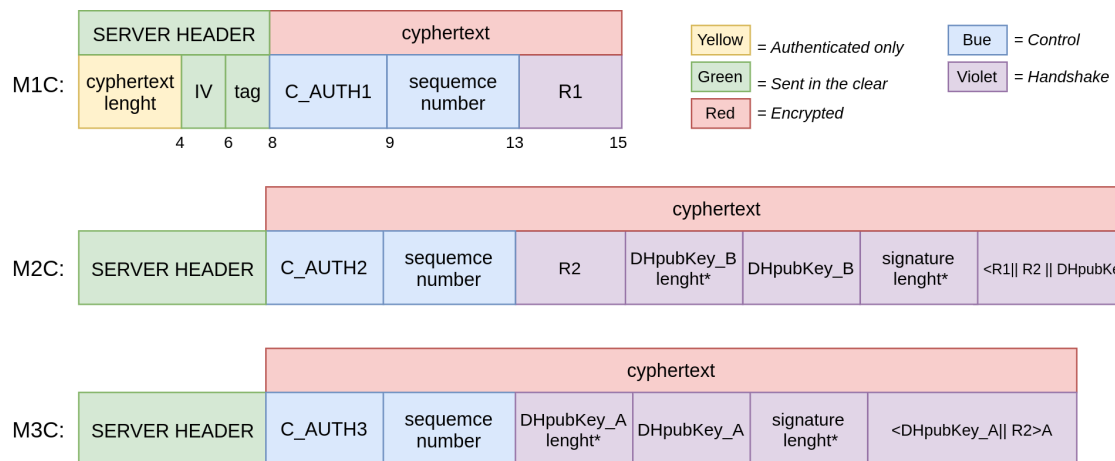 SERVER HEADER
cyphertext
M1C:
cyphertext
lenght
IV
tag
C_AUTH1
sequemce
number
R1
4
6
8
9
13
15
Yellow
= Authenticated only
Green
= Sent in the clear
Red
= Encrypted
Bue
= Control
Violet
= Handshake
cyphertext
M2C:
SERVER HEADER
C_AUTH2
sequemce
number
R2
DHpubKey_B
lenght*
DHpubKey_B
signature
lenght*
<R1|| R2 || DHpubKe
cyphertext
M3C:
SERVER HEADER
C_AUTH3
sequemce
number
DHpubKey_A
lenght*
DHpubKey_A
signature
lenght*
<DHpubKey_A|| R2>A